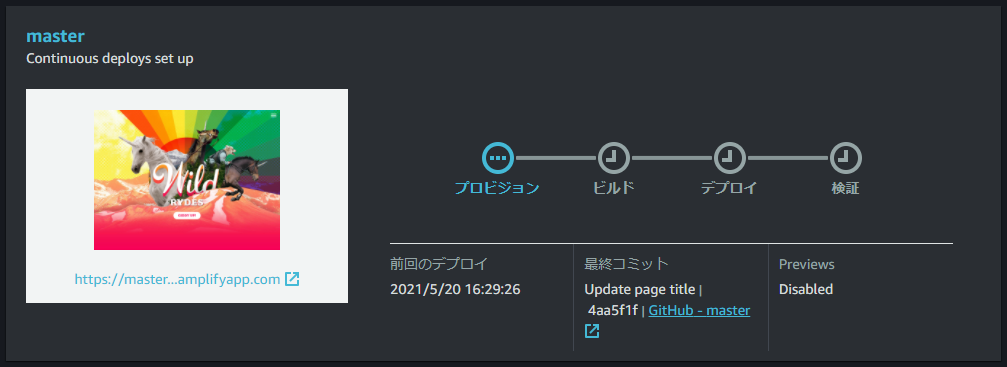 master
Continuous deploys set up
Wild
RYDES
https://master...amplifyapp.com
プロビジョン
ビルド
デプロイ
検証
前回のデプロイ
2021/5/20 16:29:26
最終コミット
Update page title |
4aa5f1f | GitHub - master
Previews
Disabled